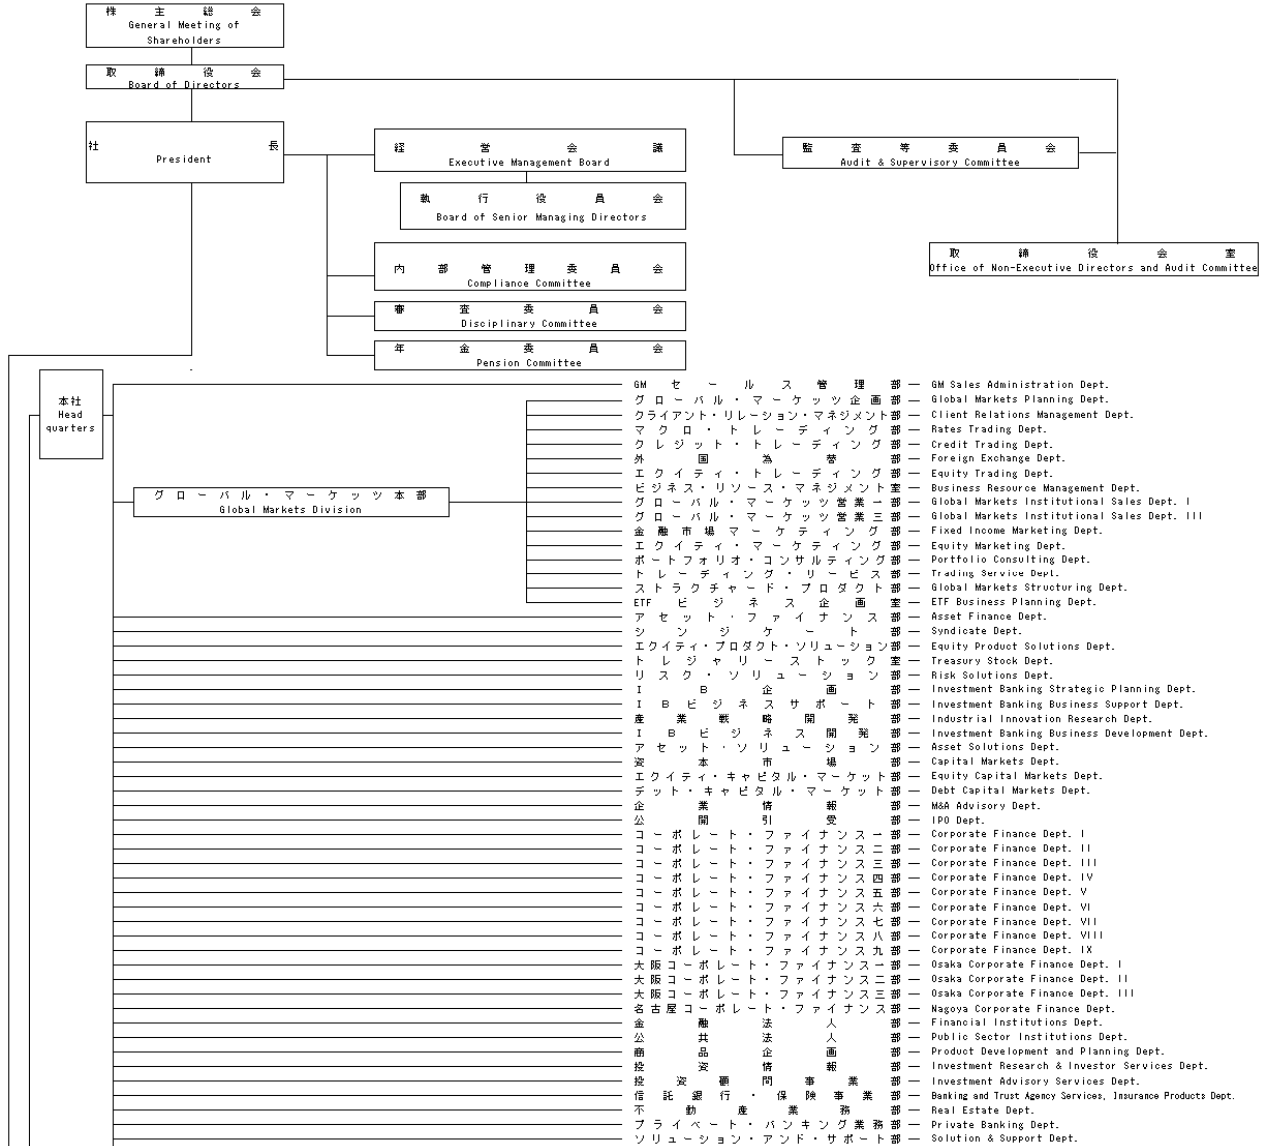 株主総会
General Meeting of
Shareholders
取締役会
Board of Directors
社長
President
経営会議
Executive Management Board
執行役員会
Board of Senior Managing Directors
監査等委員会
Audit & Supervisory Committee
内部管理委員会
Compliance Committee
取締役会室
Office of Non-Executive Directors and Audit Committee
審査委員会
Disciplinary Committee
年金委員会
Pension Committee
本社
Head
quarters
グローバル・マーケッツ本部
Global Markets Division
GMセールス管理部 — GM Sales Administration Dept.
グローバル・マーケッツ企画部 — Global Markets Planning Dept.
クライアント・リレーション・マネジメント部 — Client Relations Management Dept.
マクロ・トレーディング部 — Rates Trading Dept.
クレジット・トレーディング部 — Credit Trading Dept.
外国為替部 — Foreign Exchange Dept.
エクイティ・トレーディング部 — Equity Trading Dept.
ビジネス・リソース・マネジメント室 — Business Resource Management Dept.
グローバル・マーケッツ営業一部 — Global Markets Institutional Sales Dept. I
グローバル・マーケッツ営業三部 — Global Markets Institutional Sales Dept. III
金融市場マーケティング部 — Fixed Income Marketing Dept.
エクイティ・マーケティング部 — Equity Marketing Dept.
ポートフォリオ・コンサルティング部 — Portfolio Consulting Dept.
トレーディング・サービス部 — Trading Service Dept.
ストラクチャード・プロダクト部 — Global Markets Structuring Dept.
ETFビジネス企画室 — ETF Business Planning Dept.
アセット・ファイナンス部 — Asset Finance Dept.
シンジケート部 — Syndicate Dept.
エクイティ・プロダクト・ソリューション部 — Equity Product Solutions Dept.
トレジャリーストック室 — Treasury Stock Dept.
リスク・ソリューション部 — Risk Solutions Dept.
IB企画部 — Investment Banking Strategic Planning Dept.
IBビジネスサポート部 — Investment Banking Business Support Dept.
産業戦略開発部 — Industrial Innovation Research Dept.
IBビジネス開発部 — Investment Banking Business Development Dept.
アセット・ソリューション部 — Asset Solutions Dept.
資本市場部 — Capital Markets Dept.
エクイティ・キャピタル・マーケット部 — Equity Capital Markets Dept.
デット・キャピタル・マーケット部 — Debt Capital Markets Dept.
企業情報部 — M&A Advisory Dept.
公開引受部 — IPO Dept.
コーポレート・ファイナンス一部 — Corporate Finance Dept. I
コーポレート・ファイナンス二部 — Corporate Finance Dept. II
コーポレート・ファイナンス三部 — Corporate Finance Dept. III
コーポレート・ファイナンス四部 — Corporate Finance Dept. IV
コーポレート・ファイナンス五部 — Corporate Finance Dept. V
コーポレート・ファイナンス六部 — Corporate Finance Dept. VI
コーポレート・ファイナンス七部 — Corporate Finance Dept. VII
コーポレート・ファイナンス八部 — Corporate Finance Dept. VIII
コーポレート・ファイナンス九部 — Corporate Finance Dept. IX
大阪コーポレート・ファイナンス一部 — Osaka Corporate Finance Dept. I
大阪コーポレート・ファイナンス二部 — Osaka Corporate Finance Dept. II
大阪コーポレート・ファイナンス三部 — Osaka Corporate Finance Dept. III
名古屋コーポレート・ファイナンス部 — Nagoya Corporate Finance Dept.
金融法人部 — Financial Institutions Dept.
公共法人部 — Public Sector Institutions Dept.
商品企画部 — Product Development and Planning Dept.
投資情報部 — Investment Research & Investor Services Dept.
投資顧問事業部 — Investment Advisory Services Dept.
信託銀行・保険事業部 — Banking and Trust Agency Services, Insurance Products Dept.
不動産業務部 — Real Estate Dept.
プライベート・バンキング業務部 — Private Banking Dept.
ソリューション・アンド・サポート部 — Solution & Support Dept.